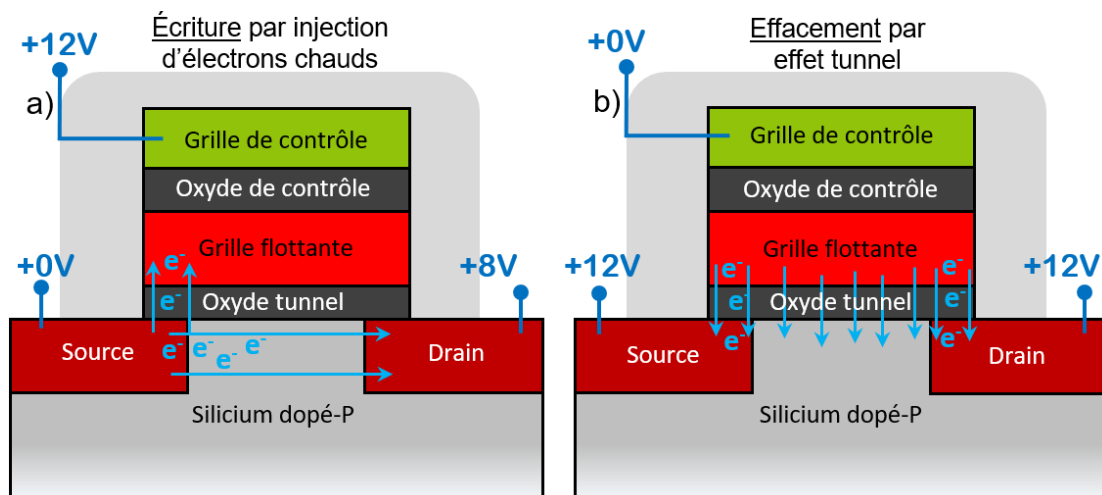 Écriture par injection
d'électrons chauds
+12V
a)
Grille de contrôle
Oxyde de contrôle
Grille flottante
e-
+0V
+8V
e-
Oxyde tunnel
Source
e-
e-
e-
e-
Drain
Silicium dopé-P
Effacement par
effet tunnel
+0V
b)
Grille de contrôle
Oxyde de contrôle
Grille flottante
+12V
+12V
e-
e-
e-
Oxyde tunnel
e-
Source
e-
e-
Drain
Silicium dopé-P